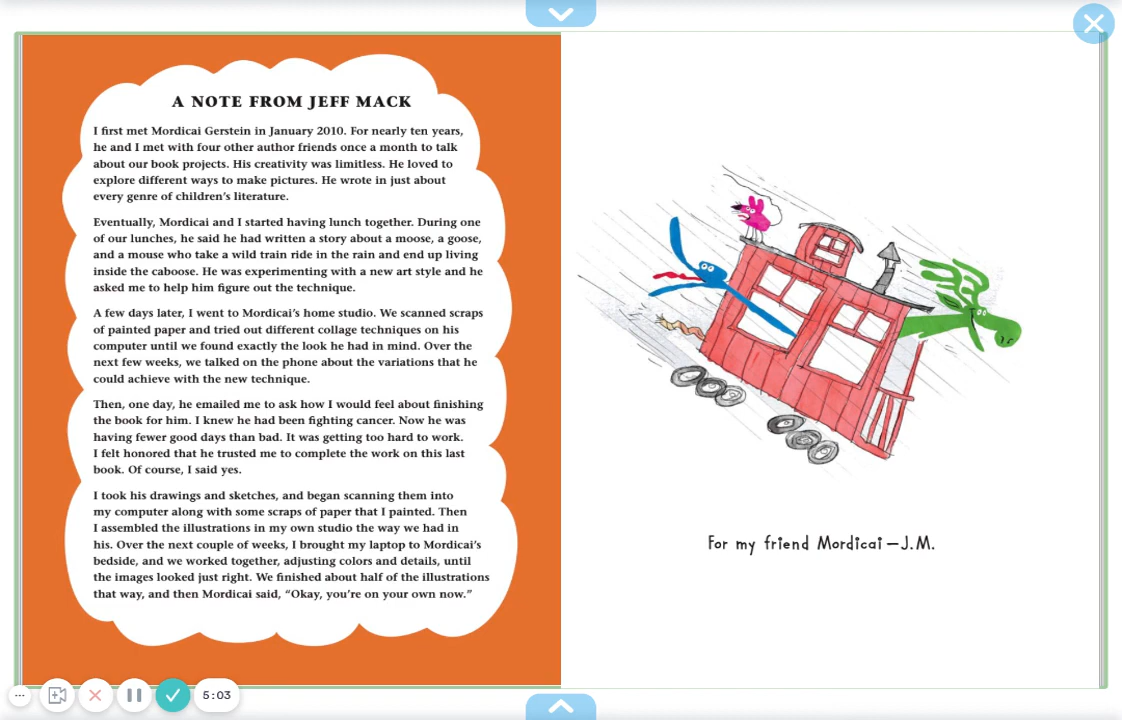 A NOTE FROM JEFF MACK
I first met Mordicai Gerstein in January 2010. For nearly ten years,
he and I met with four other author friends once a month to talk
about our book projects. His creativity was limitless. He loved to
explore different ways to make pictures. He wrote in just about
every genre of children’s literature.
Eventually, Mordicai and I started having lunch together. During one
of our lunches, he said he had written a story about a moose, a goose,
and a mouse who take a wild train ride in the rain and end up living
inside the caboose. He was experimenting with a new art style and he
asked me to help him figure out the technique.
A few days later, I went to Mordicai’s home studio. We scanned scraps
of painted paper and tried out different collage techniques on his
computer until we found exactly the look he had in mind. Over the
next few weeks, we talked on the phone about the variations that he
could achieve with the new technique.
Then, one day, he emailed me to ask how I would feel about finishing
the book for him. I knew he had been fighting cancer. Now he was
having fewer good days than bad. It was getting too hard to work.
I felt honored that he trusted me to complete the work on this last
book. Of course, I said yes.
I took his drawings and sketches, and began scanning them into
my computer along with some scraps of paper that I painted. Then
I assembled the illustrations in my own studio the way we had in
his. Over the next couple of weeks, I brought my laptop to Mordicai’s
bedside, and we worked together, adjusting colors and details, until
the images looked just right. We finished about half of the illustrations
that way, and then Mordicai said, “Okay, you’re on your own now.”
For my friend Mordicai —J.M.
5:03